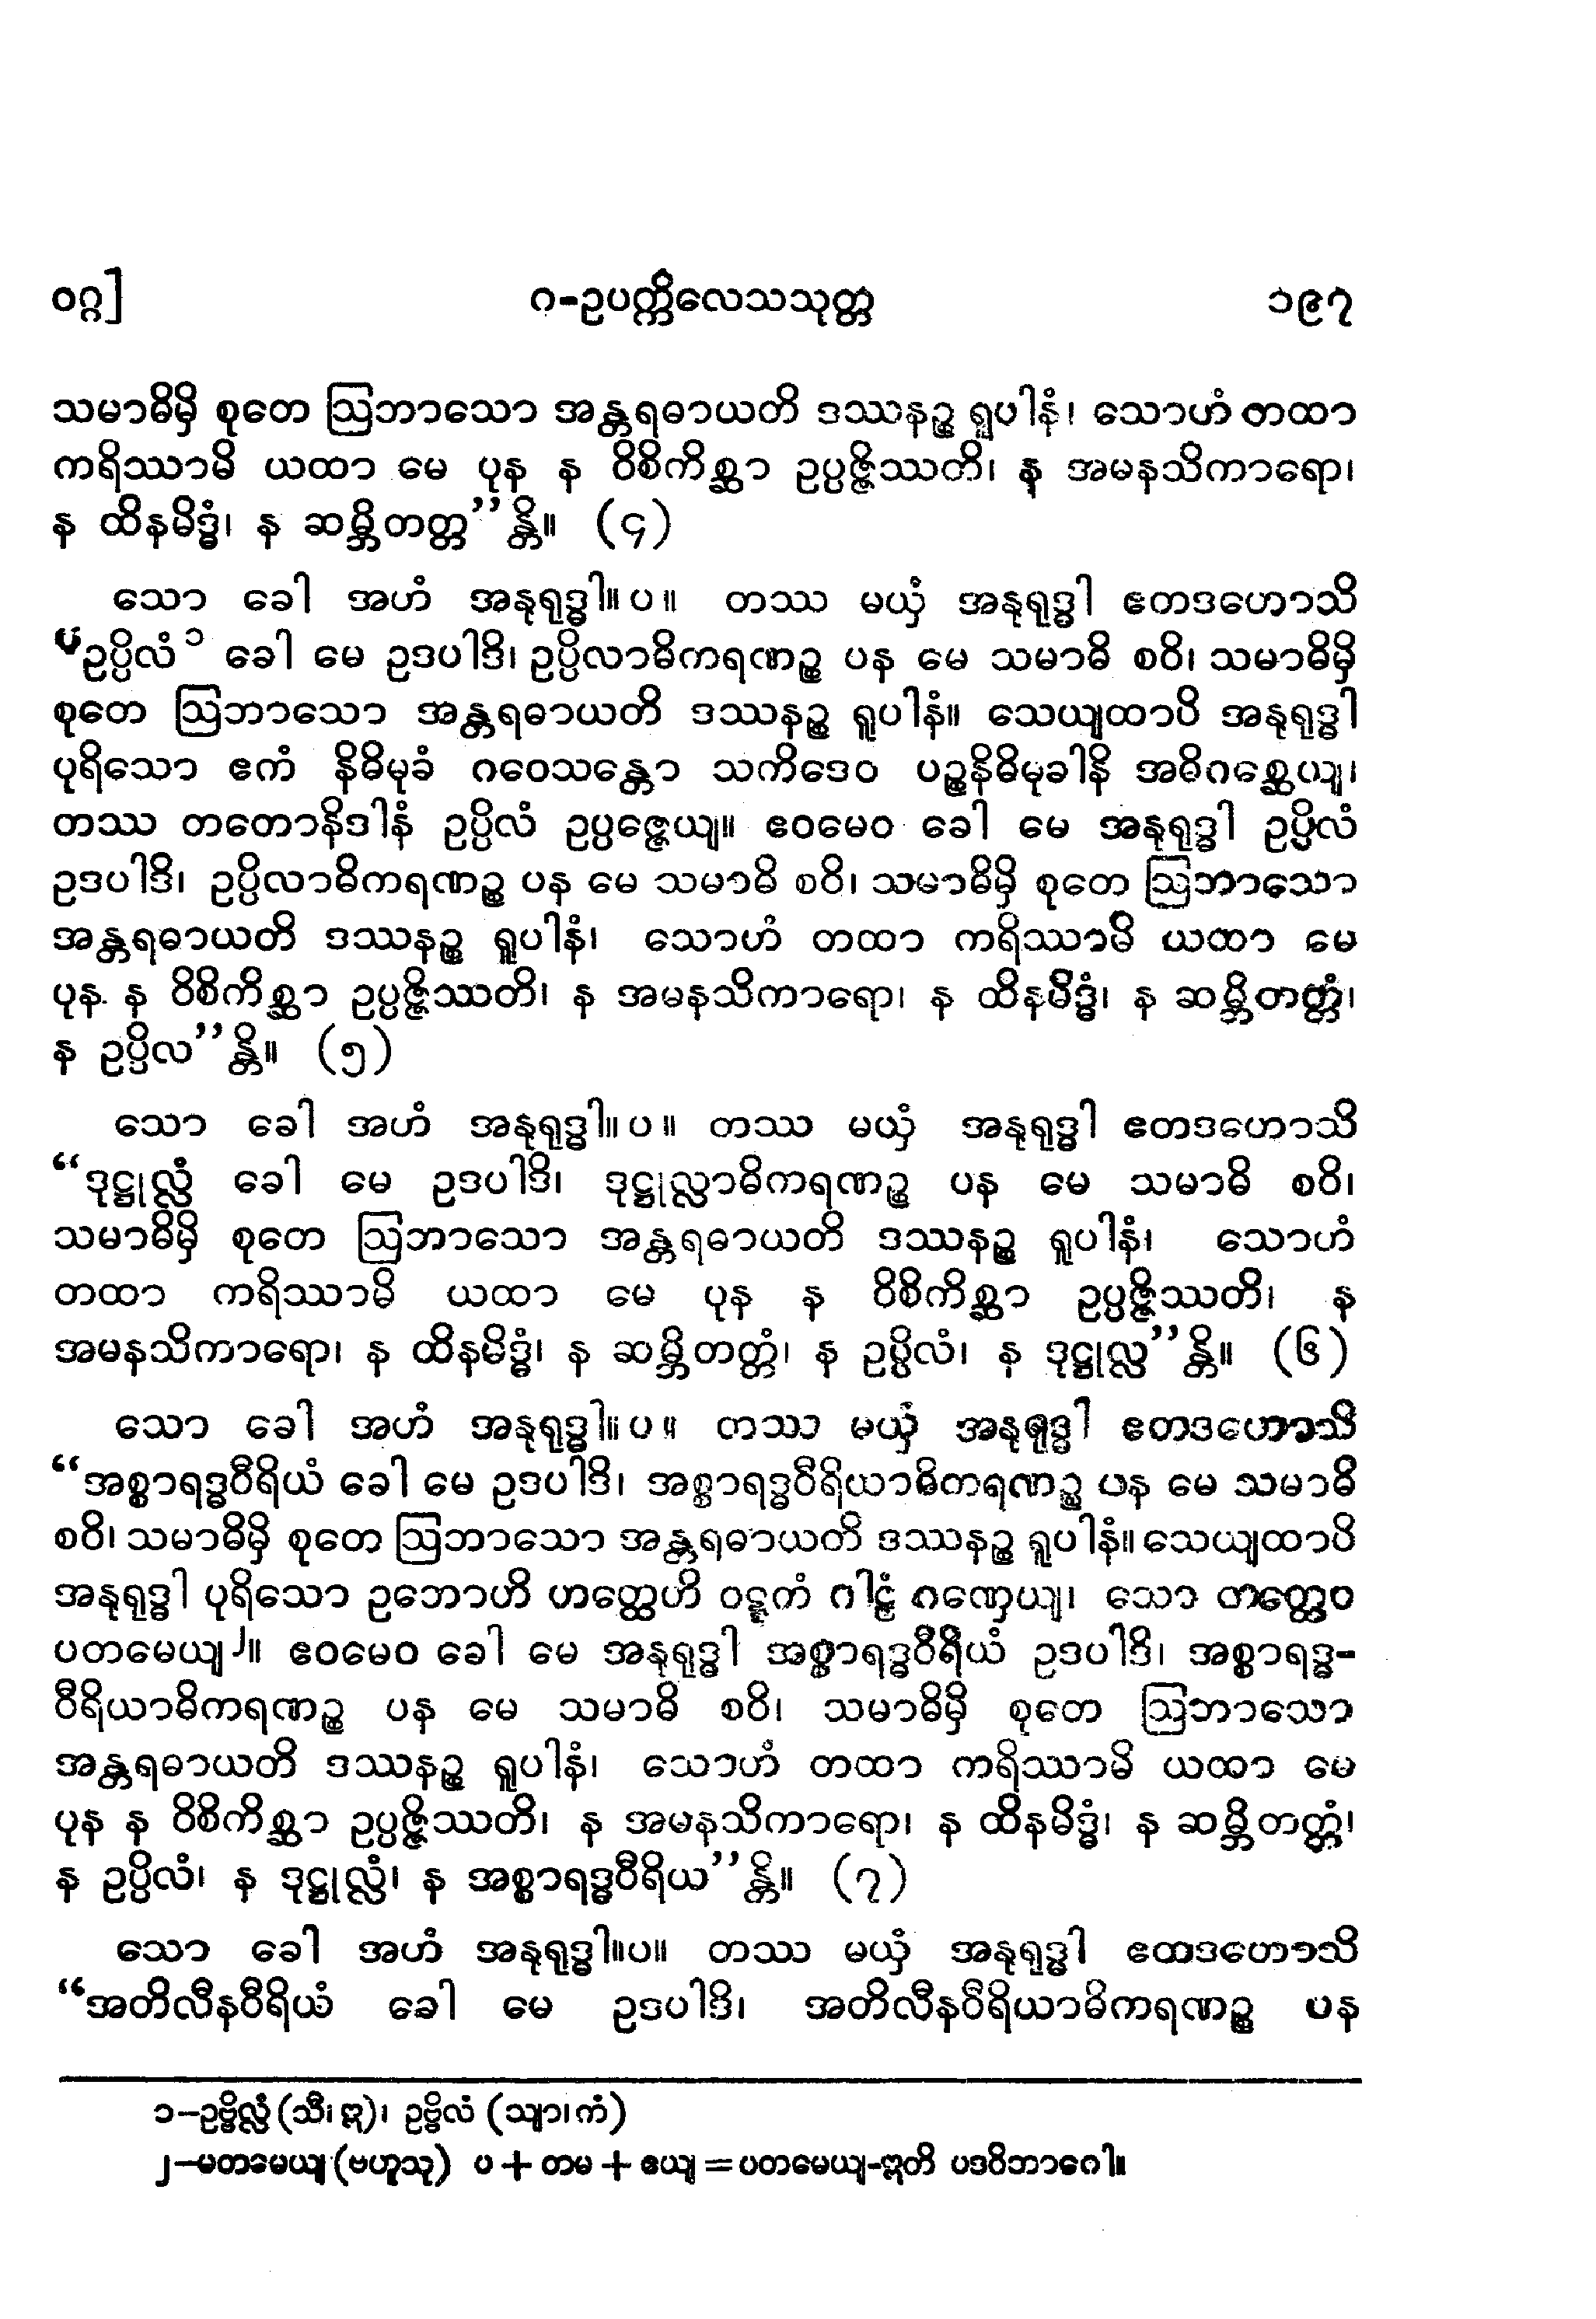 ဝဂ္ဂ] ဂ-ဥပက္ကိလေသသုတ္တ ၁၉၇
သမာဓိမှိ စုတေ ဩဘာသော အန္တရဓာယတိ ဒဿနဉ္စ ရူပါနံ၊ သောဟံ တထာ
ကရိဿာမိ ယထာ မေ ပုန န ဝိစိကိစ္ဆာ ဥပ္ပဇ္ဇိဿတိ၊ န အမနသိကာရော၊
န ထိနမိဒ္ဓံ၊ န ဆမ္ဘိတတ္တ”န္တိ။ (၄)
သော ခေါ အဟံ အနုရုဒ္ဓါ။ပ။ တဿ မယှံ အနုရုဒ္ဓါ ဧတဒဟောသိ
“ဥပ္ပိလံ၁ ခေါ မေ ဥဒပါဒိ၊ ဥပ္ပိလာဓိကရဏဉ္စ ပန မေ သမာဓိ စဝိ၊ သမာဓိမှိ
စုတေ ဩဘာသော အန္တရဓာယတိ ဒဿနဉ္စ ရူပါနံ။ သေယျထာပိ အနုရုဒ္ဓါ
ပုရိသော ဧကံ နိဓိမုခံ ဂဝေသန္တော သကိဒေဝ ပဉ္စနိဓိမုခါနိ အဓိဂစ္ဆေယျ၊
တဿ တတောနိဒါနံ ဥပ္ပိလံ ဥပ္ပဇ္ဇေယျ။ ဧဝမေဝ ခေါ မေ အနုရုဒ္ဓါ ဥပ္ပိလံ
ဥဒပါဒိ၊ ဥပ္ပိလာဓိကရဏဉ္စ ပန မေ သမာဓိ စဝိ၊ သမာဓိမှိ စုတေ ဩဘာသော
အန္တရဓာယတိ ဒဿနဉ္စ ရူပါနံ၊ သောဟံ တထာ ကရိဿာမိ ယထာ မေ
ပုန န ဝိစိကိစ္ဆာ ဥပ္ပဇ္ဇိဿတိ၊ န အမနသိကာရော၊ န ထိနမိဒ္ဓံ၊ န ဆမ္ဘိတတ္တံ၊
န ဥပ္ပိလ”န္တိ။ (၅)
သော ခေါ အဟံ အနုရုဒ္ဓါ။ပ။ တဿ မယှံ အနုရုဒ္ဓါ ဧတဒဟောသိ
“ဒုဋ္ဌုလ္လံ ခေါ မေ ဥဒပါဒိ၊ ဒုဋ္ဌုလ္လာဓိကရဏဉ္စ ပန မေ သမာဓိ စဝိ၊
သမာဓိမှိ စုတေ ဩဘာသော အန္တရဓာယတိ ဒဿနဉ္စ ရူပါနံ၊ သောဟံ
တထာ ကရိဿာမိ ယထာ မေ ပုန န ဝိစိကိစ္ဆာ ဥပ္ပဇ္ဇိဿတိ၊ န
အမနသိကာရော၊ န ထိနမိဒ္ဓံ၊ န ဆမ္ဘိတတ္တံ၊ န ဥပ္ပိလံ၊ န ဒုဋ္ဌုလ္လ”န္တိ။ (၆)
သော ခေါ အဟံ အနုရုဒ္ဓါ။ပ။ တဿ မယှံ အနုရုဒ္ဓါ ဧတဒဟောသိ
“အစ္စာရဒ္ဓဝီရိယံ ခေါ မေ ဥဒပါဒိ၊ အစ္စာရဒ္ဓဝီရိယာဓိကရဏဉ္စ ပန မေ သမာဓိ
စဝိ၊ သမာဓိမှိ စုတေ ဩဘာသော အန္တရဓာယတိ ဒဿနဉ္စ ရူပါနံ။ သေယျထာပိ
အနုရုဒ္ဓါ ပုရိသော ဥဘောဟိ ဟတ္ထေဟိ ဝဋ္ဋကံ ဂါဠှံ ဂဏှေယျ၊ သော တတ္ထေဝ
ပတမေယျ၂။ ဧဝမေဝ ခေါ မေ အနုရုဒ္ဓါ အစ္စာရဒ္ဓဝီရိယံ ဥဒပါဒိ၊ အစ္စာရဒ္ဓ-
ဝီရိယာဓိကရဏဉ္စ ပန မေ သမာဓိ စဝိ၊ သမာဓိမှိ စုတေ ဩဘာသော
အန္တရဓာယတိ ဒဿနဉ္စ ရူပါနံ၊ သောဟံ တထာ ကရိဿာမိ ယထာ မေ
ပုန န ဝိစိကိစ္ဆာ ဥပ္ပဇ္ဇိဿတိ၊ န အမနသိကာရော၊ န ထိနမိဒ္ဓံ၊ န ဆမ္ဘိတတ္တံ၊
န ဥပ္ပိလံ၊ န ဒုဋ္ဌုလ္လံ၊ န အစ္စာရဒ္ဓဝီရိယ”န္တိ။ (၇)
သော ခေါ အဟံ အနုရုဒ္ဓါ။ပ။ တဿ မယှံ အနုရုဒ္ဓါ ဧတဒဟောသိ
“အတိလီနဝီရိယံ ခေါ မေ ဥဒပါဒိ၊ အတိလီနဝီရိယာဓိကရဏဉ္စ ပန
၁-ဥဗ္ဗိလ္လံ (သီ၊ ဣ)၊ ဥဗ္ဗိလံ (သျာ၊ ကံ)
၂-မတမေယျ (ဗဟူသု) ပ + တမ + ဧယျ = ပတမေယျ-ဣတိ ပဒဝိဘာဂေါ။